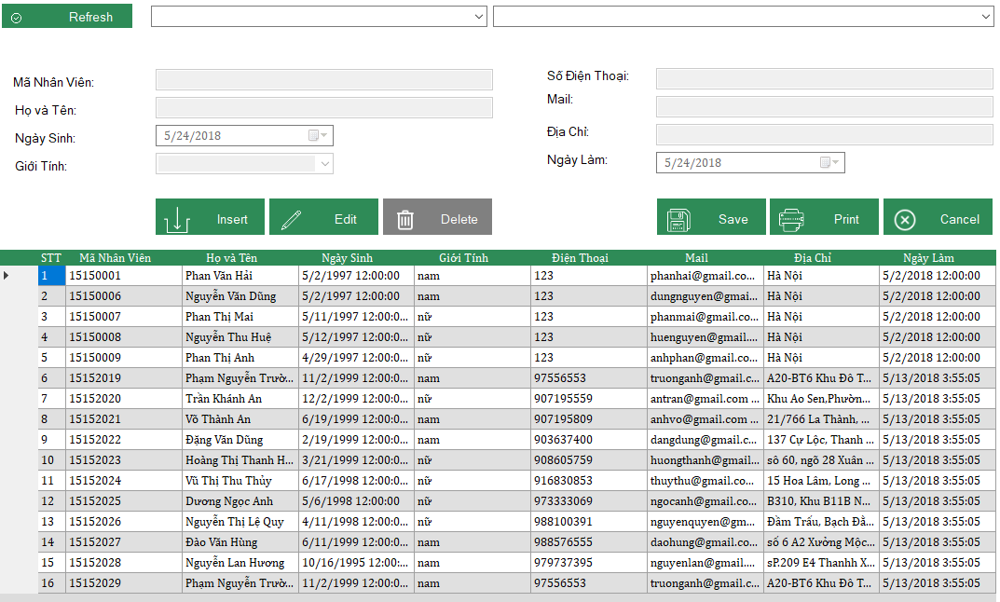 Refresh
Mã Nhân Viên:
Họ và Tên:
Ngày Sinh: 5/24/2018
Giới Tính:
Số Điện Thoại:
Mail:
Địa Chỉ:
Ngày Làm: 5/24/2018
Insert Edit Delete Save Print Cancel
STT Mã Nhân Viên Họ và Tên Ngày Sinh Giới Tính Điện Thoại Mail Địa Chỉ Ngày Làm
1 15150001 Phan Văn Hải 5/2/1997 12:00:00 nam 123 phanhai@gmail.co... Hà Nội 5/2/2018 12:00:00
2 15150006 Nguyễn Văn Dũng 5/2/1997 12:00:00 nam 123 dungnguyen@gmai... Hà Nội 5/2/2018 12:00:00
3 15150007 Phan Thị Mai 5/11/1997 12:00:0... nữ 123 phanmai@gmail.co... Hà Nội 5/2/2018 12:00:00
4 15150008 Nguyễn Thu Huệ 5/12/1997 12:00:0... nữ 123 huenguyen@gmail.... Hà Nội 5/2/2018 12:00:00
5 15150009 Phan Thị Anh 4/29/1997 12:00:0... nữ 123 anhphan@gmail.co... Hà Nội 5/2/2018 12:00:00
6 15152019 Phạm Nguyễn Trườ... 11/2/1999 12:00:0... nam 97556553 truonganh@gmail.c... A20-BT6 Khu Đô T... 5/13/2018 3:55:05
7 15152020 Trần Khánh An 12/2/1999 12:00:0... nữ 907195559 antran@gmail.com ... Khu Ao Sen,Phườn... 5/13/2018 3:55:05
8 15152021 Võ Thành An 6/19/1999 12:00:0... nam 907195809 anhvo@gmail.com ... 21/766 La Thành, ... 5/13/2018 3:55:05
9 15152022 Đặng Văn Dũng 2/19/1999 12:00:0... nam 903637400 dangdung@gmail.c... 137 Cự Lộc, Thanh ... 5/13/2018 3:55:05
10 15152023 Hoàng Thị Thanh H... 3/21/1999 12:00:0... nữ 908605759 huongthanh@gmail... sô 60, ngõ 28 Xuân ... 5/13/2018 3:55:05
11 15152024 Vũ Thị Thu Thủy 6/17/1998 12:00:0... nữ 916830853 thuythu@gmail.co... 15 Hoa Lâm, Long ... 5/13/2018 3:55:05
12 15152025 Dương Ngọc Anh 5/6/1998 12:00:00 nữ 973333069 ngocanh@gmail.co... B310, Khu B11B N... 5/13/2018 3:55:05
13 15152026 Nguyễn Thị Lệ Quy 4/11/1998 12:00:0... nữ 988100391 nguyenquyen@gm... Đầm Trấu, Bạch Đằ... 5/13/2018 3:55:05
14 15152027 Đào Văn Hùng 6/11/1999 12:00:0... nam 988576555 daohung@gmail.co... số 6 A2 Xưởng Mộc... 5/13/2018 3:55:05
15 15152028 Nguyễn Lan Hương 10/16/1995 12:00:... nam 979737395 nguyenlan@gmail.... sP.209 E4 Thanhh X... 5/13/2018 3:55:05
16 15152029 Phạm Nguyễn Trườ... 11/2/1999 12:00:0... nam 97556553 truonganh@gmail.c... A20-BT6 Khu Đô T... 5/13/2018 3:55:05